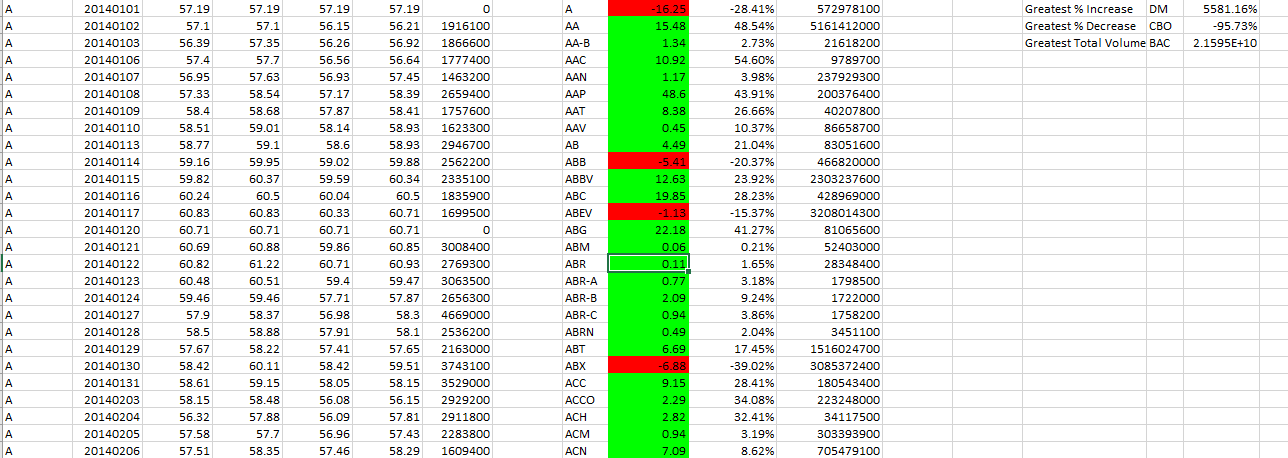 A 20140101 57.19 57.19 57.19 57.19 0 A -16.25 -28.41% 572978100 Greatest % Increase DM 5581.16%
A 20140102 57.1 57.1 56.15 56.21 1916100 AA 15.48 48.54% 5161412000 Greatest % Decrease CBO -95.73%
A 20140103 56.39 57.35 56.26 56.92 1866600 AA-B 1.34 2.73% 21618200 Greatest Total Volume BAC 2.1595E+10
A 20140106 57.4 57.7 56.56 56.64 1777400 AAC 10.92 54.60% 9789700
A 20140107 56.95 57.63 56.93 57.45 1463200 AAN 1.17 3.98% 237929300
A 20140108 57.33 58.54 57.17 58.39 2659400 AAP 48.6 43.91% 200376400
A 20140109 58.4 58.68 57.87 58.41 1757600 AAT 8.38 26.66% 40207800
A 20140110 58.51 59.01 58.14 58.93 1623300 AAV 0.45 10.37% 86658700
A 20140113 58.77 59.1 58.6 58.93 2946700 AB 4.49 21.04% 83051600
A 20140114 59.16 59.95 59.02 59.88 2562200 ABB -5.41 -20.37% 466820000
A 20140115 59.82 60.37 59.59 60.34 2335100 ABBV 12.63 23.92% 2303237600
A 20140116 60.24 60.5 60.04 60.5 1835900 ABC 19.85 28.23% 428969000
A 20140117 60.83 60.83 60.33 60.71 1699500 ABEV -1.13 -15.37% 3208014300
A 20140120 60.71 60.71 60.71 60.71 0 ABG 22.18 41.27% 81065600
A 20140121 60.69 60.88 59.86 60.85 3008400 ABM 0.06 0.21% 52403000
A 20140122 60.82 61.22 60.71 60.93 2769300 ABR 0.11 1.65% 28348400
A 20140123 60.48 60.51 59.4 59.47 3063500 ABR-A 0.77 3.18% 1798500
A 20140124 59.46 59.46 57.71 57.87 2656300 ABR-B 2.09 9.24% 1722000
A 20140127 57.9 58.37 56.98 58.3 4669000 ABR-C 0.94 3.86% 1758200
A 20140128 58.5 58.88 57.91 58.1 2536200 ABRN 0.49 2.04% 3451100
A 20140129 57.67 58.22 57.41 57.65 2163000 ABT 6.69 17.45% 1516024700
A 20140130 58.42 60.11 58.42 59.51 3743100 ABX -6.88 -39.02% 3085372400
A 20140131 58.61 59.15 58.05 58.15 3529000 ACC 9.15 28.41% 180543400
A 20140203 58.15 58.48 56.08 56.15 2929200 ACCO 2.29 34.08% 223248000
A 20140204 56.32 57.88 56.09 57.81 2911800 ACH 2.82 32.41% 34117500
A 20140205 57.58 57.7 56.96 57.43 2283800 ACM 0.94 3.19% 303393900
A 20140206 57.51 58.35 57.46 58.29 1609400 ACN 7.09 8.62% 705479100